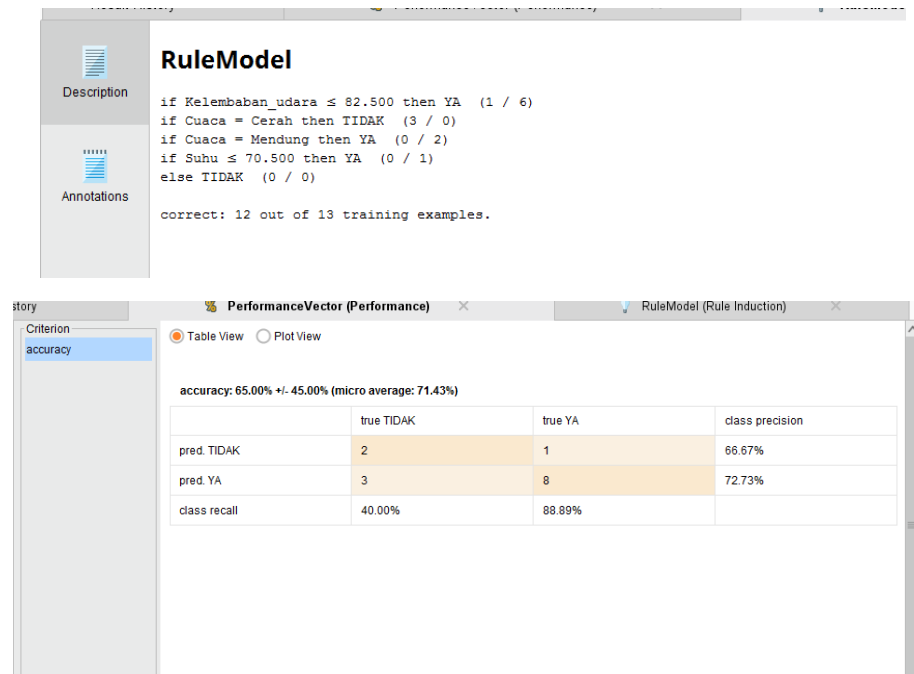 PerformanceVector (Performance)
Description
Annotations
RuleModel
if Kelembaban_udara ≤ 82.500 then YA (1 / 6)
if Cuaca = Cerah then TIDAK (3 / 0)
if Cuaca = Mendung then YA (0 / 2)
if Suhu ≤ 70.500 then YA (0 / 1)
else TIDAK (0 / 0)
correct: 12 out of 13 training examples.
story PerformanceVector (Performance) RuleModel (Rule Induction)
Criterion
accuracy
Table View Plot View
accuracy: 65.00% +/- 45.00% (micro average: 71.43%)
true TIDAK true YA class precision
pred. TIDAK 2 1 66.67%
pred. YA 3 8 72.73%
class recall 40.00% 88.89%